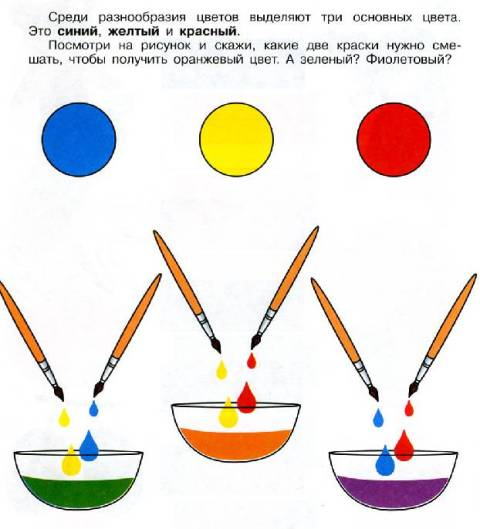 Среди разнообразия цветов выделяют три основных цвета.
Это синий, желтый и красный.
Посмотри на рисунок и скажи, какие две краски нужно сме-
шать, чтобы получить оранжевый цвет. А зеленый? Фиолетовый?